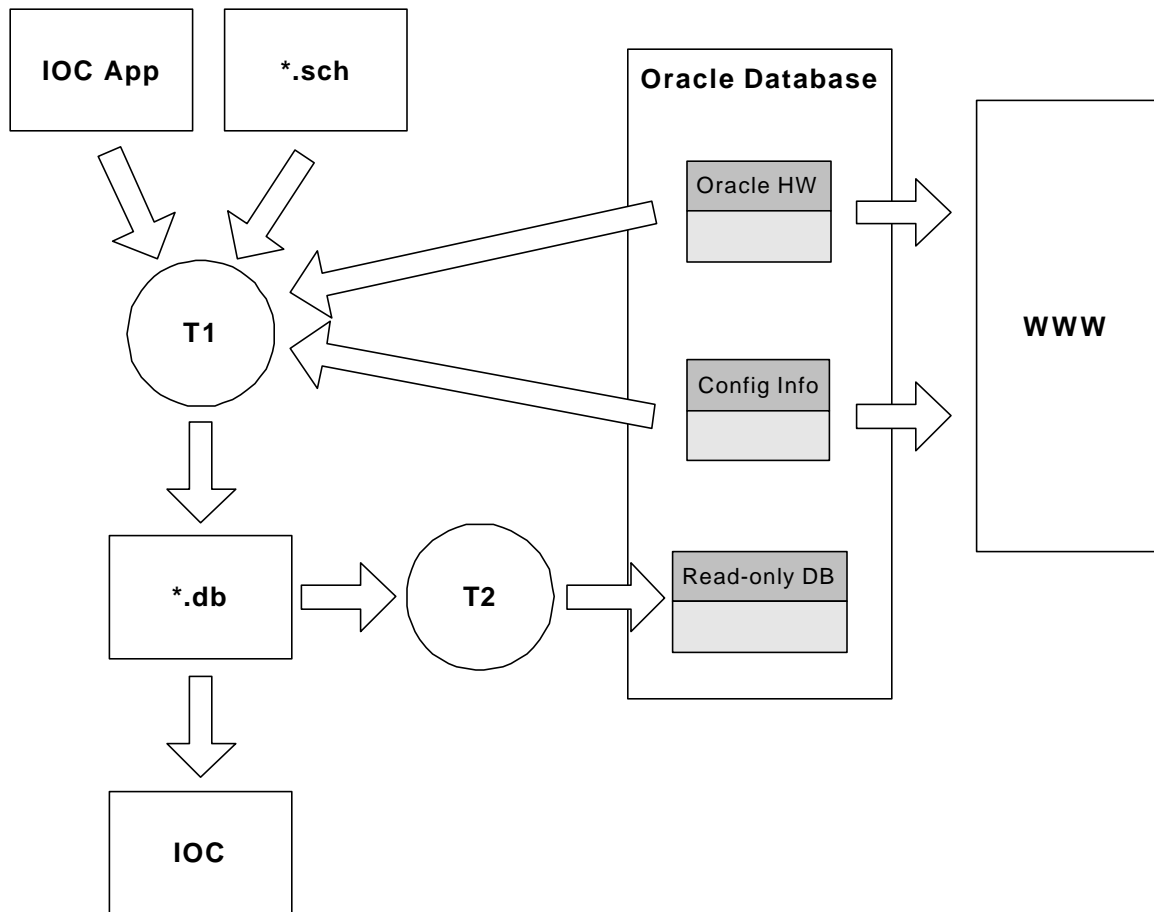 IOC App
*.sch
Oracle Database
Oracle HW
WWW
T1
Config Info
Read-only DB
*.db
T2
IOC